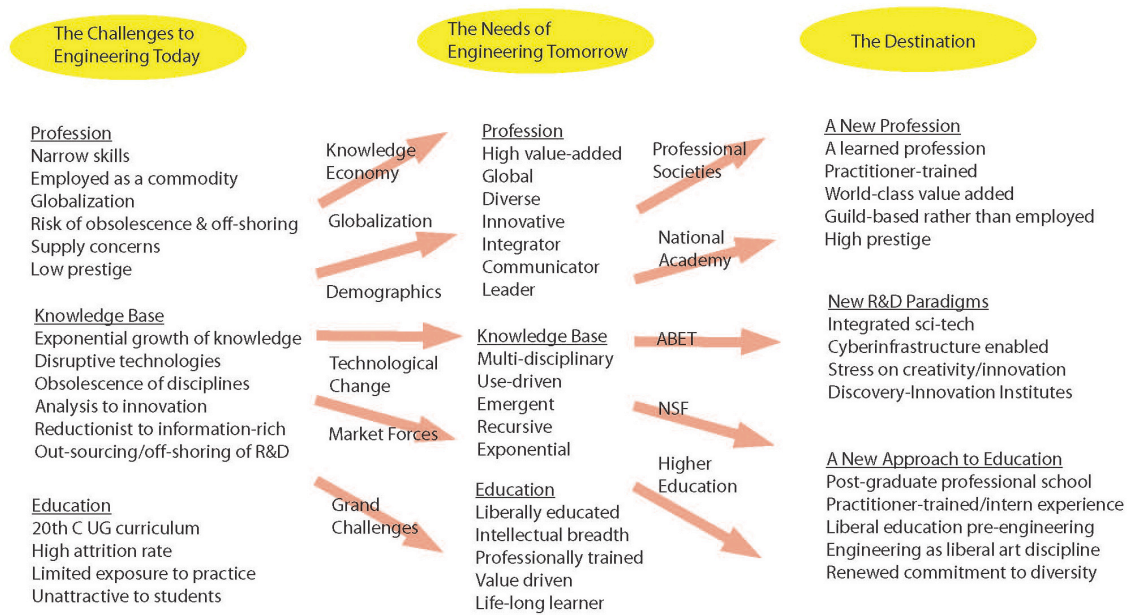 The Challenges to
Engineering Today
The Needs of
Engineering Tomorrow
The Destination
Profession
Narrow skills
Employed as a commodity
Globalization
Risk of obsolescence & off-shoring
Supply concerns
Low prestige
Knowledge Base
Exponential growth of knowledge
Disruptive technologies
Obsolescence of disciplines
Analysis to innovation
Reductionist to information-rich
Out-sourcing/off-shoring of R&D
Education
20th C UG curriculum
High attrition rate
Limited exposure to practice
Unattractive to students
Knowledge
Economy
Globalization
Demographics
Technological
Change
Market Forces
Grand
Challenges
Profession
High value-added
Global
Diverse
Innovative
Integrator
Communicator
Leader
Knowledge Base
Multi-disciplinary
Use-driven
Emergent
Recursive
Exponential
Education
Liberally educated
Intellectual breadth
Professionally trained
Value driven
Life-long learner
Professional
Societies
National
Academy
ABET
NSF
Higher
Education
A New Profession
A learned profession
Practitioner-trained
World-class value added
Guild-based rather than employed
High prestige
New R&D Paradigms
Integrated sci-tech
Cyberinfrastructure enabled
Stress on creativity/innovation
Discovery-Innovation Institutes
A New Approach to Education
Post-graduate professional school
Practitioner-trained/intern experience
Liberal education pre-engineering
Engineering as liberal art discipline
Renewed commitment to diversity